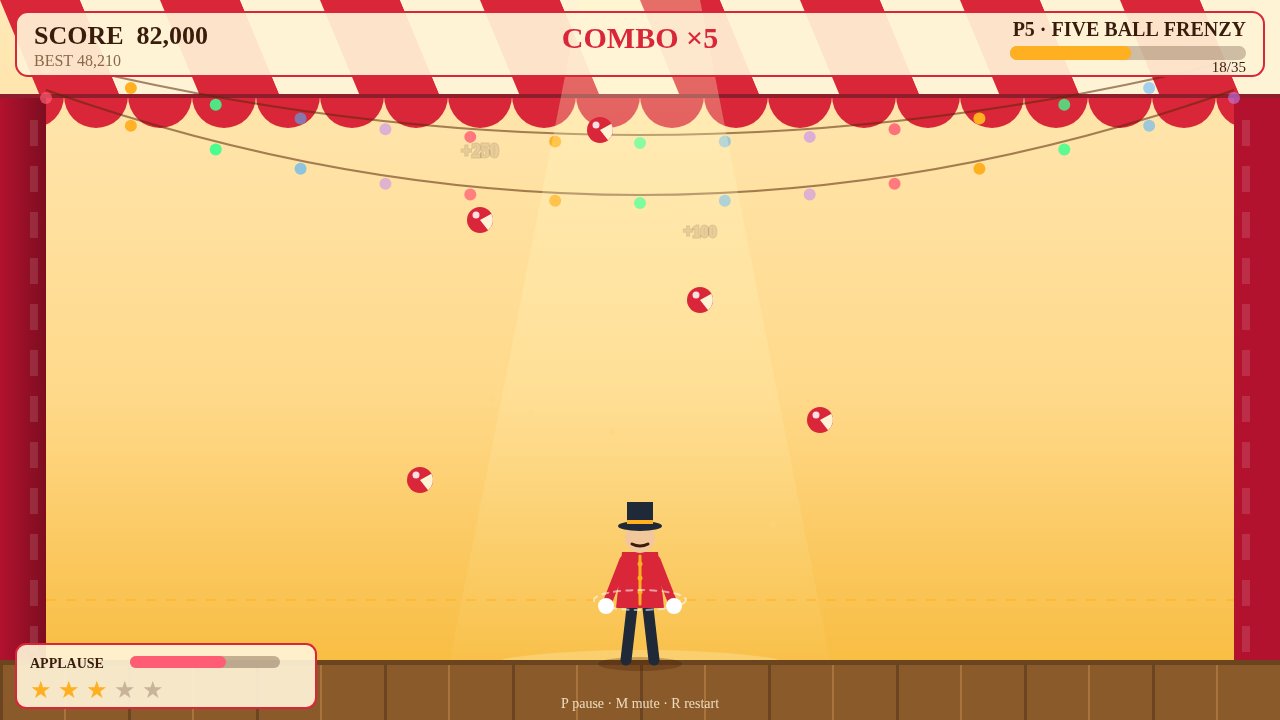 SCORE 82,000
BEST 48,210
COMBO ×5
P5 · FIVE BALL FRENZY
18/35
+250
+100
APPLAUSE
P pause · M mute · R restart